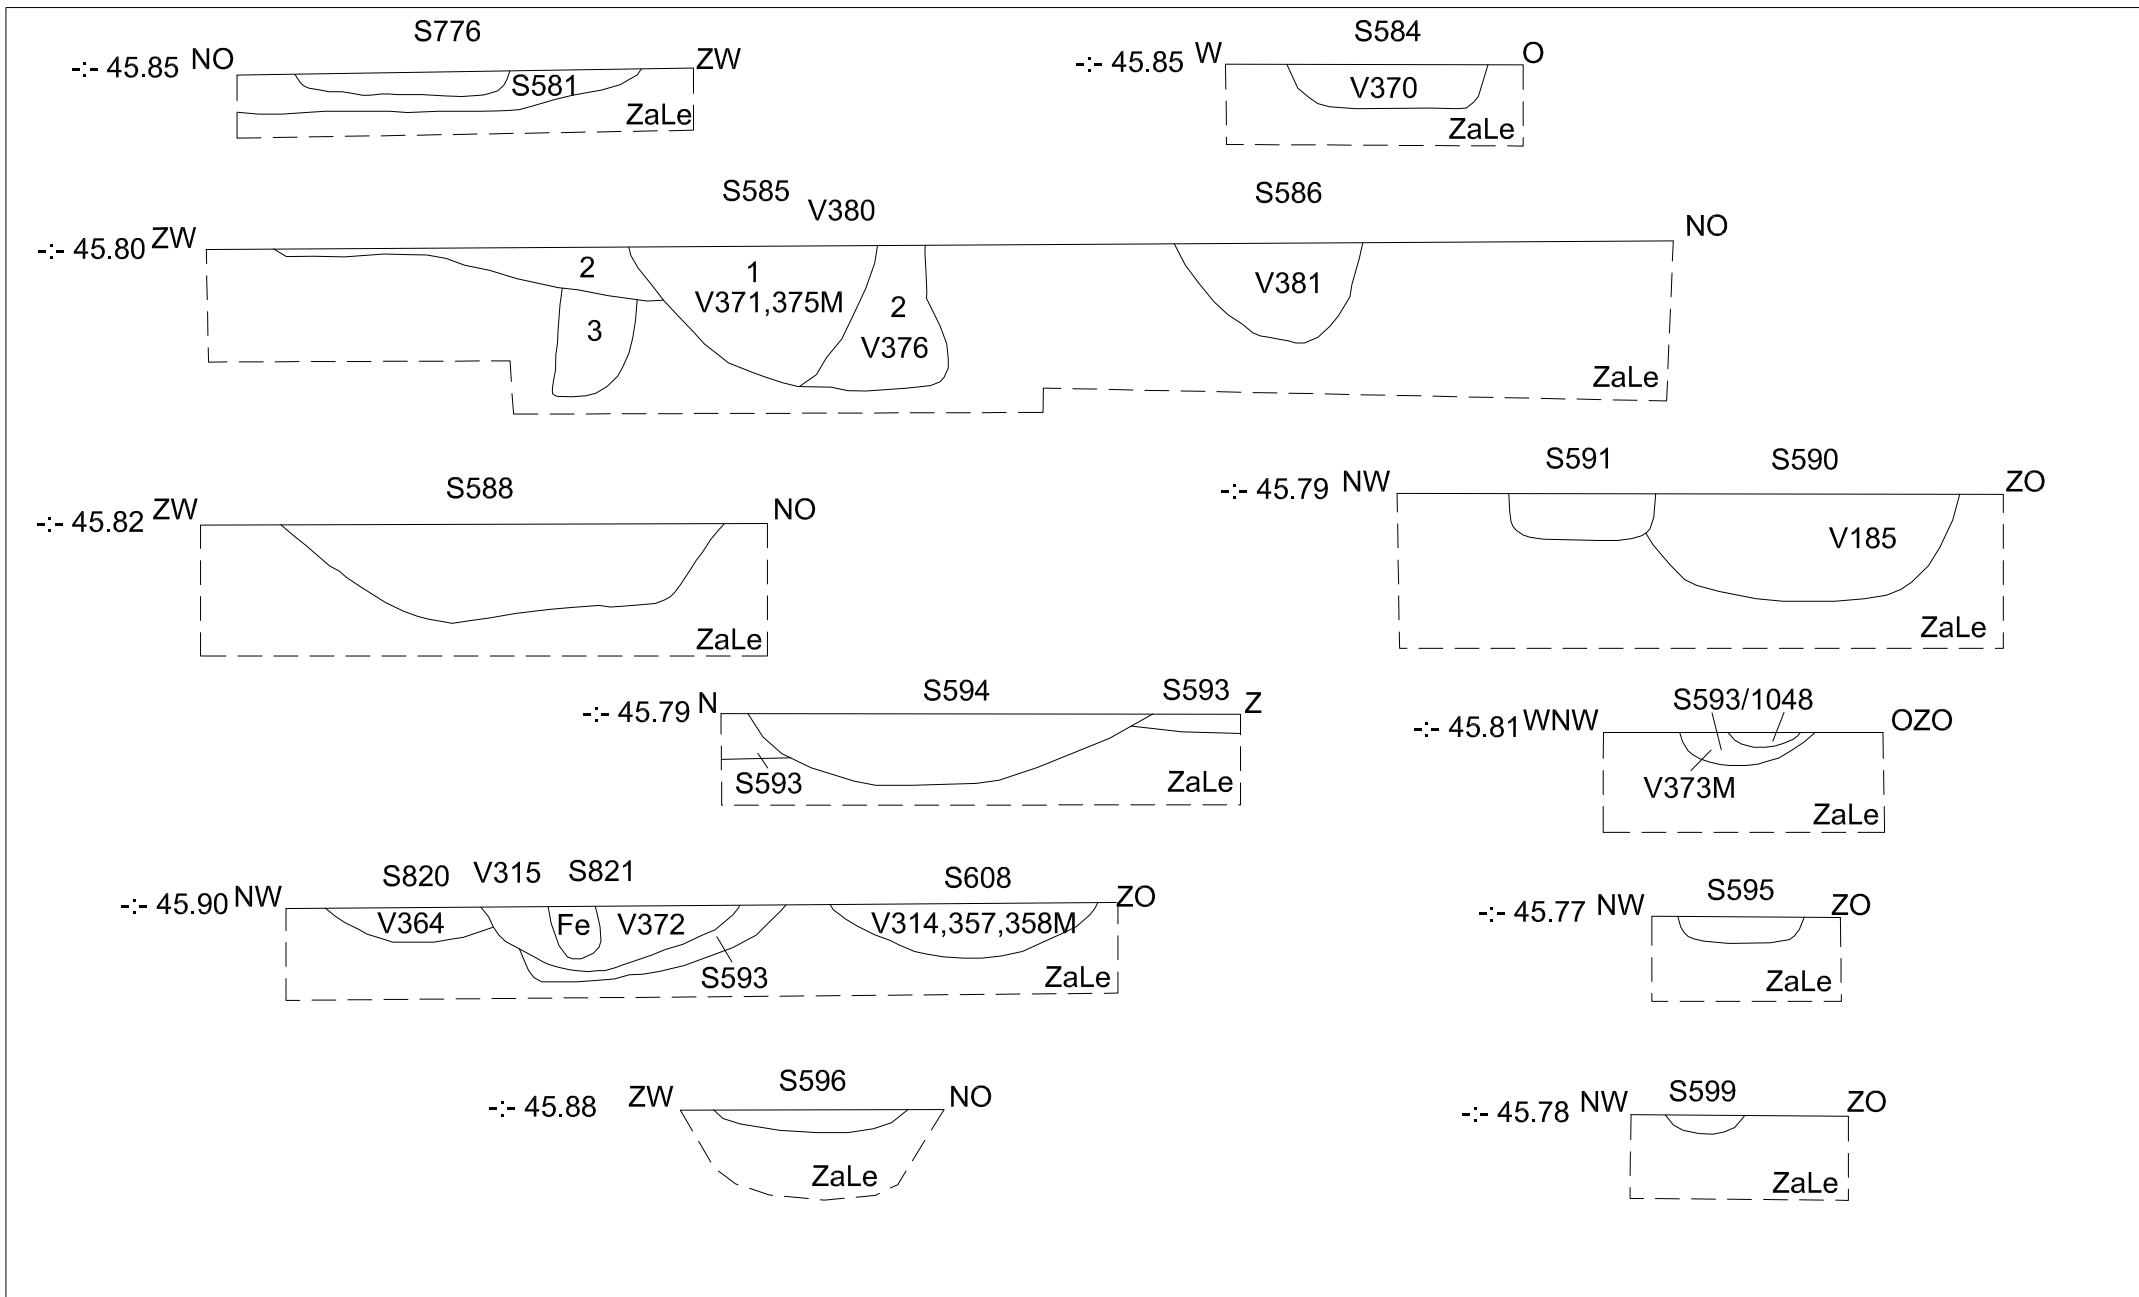 S776
-:- 45.85 NO ZW
S581
ZaLe
S584
-:- 45.85 W O
V370
ZaLe
S585 V380 S586
-:- 45.80 ZW NO
2 1 V371,375M 2 V376 V381
3
ZaLe
S588
-:- 45.82 ZW NO
ZaLe
S591 S590
-:- 45.79 NW ZO
V185
ZaLe
S594 S593
-:- 45.79 N Z
S593 ZaLe
S593/1048
-:- 45.81 WNW OZO
V373M
ZaLe
S820 V315 S821 S608
-:- 45.90 NW ZO
V364 Fe V372 V314,357,358M
S593 ZaLe
S595
-:- 45.77 NW ZO
ZaLe
S596
-:- 45.88 ZW NO
ZaLe
S599
-:- 45.78 NW ZO
ZaLe